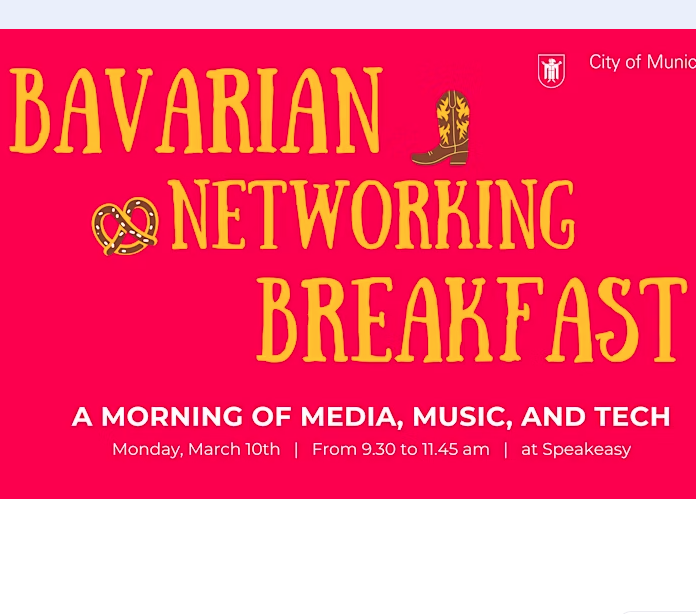 City of Munic
BAVARIAN
NETWORKING
BREAKFAST
A MORNING OF MEDIA, MUSIC, AND TECH
Monday, March 10th | From 9.30 to 11.45 am | at Speakeasy